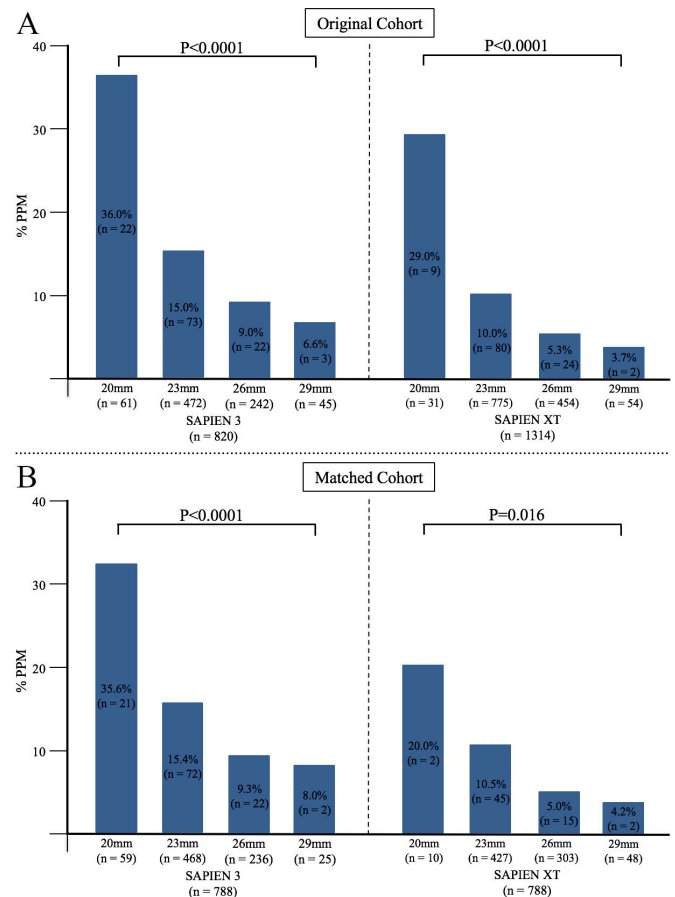 A
Original Cohort
40
30
20
10
% PPM
P<0.0001
P<0.0001
36.0%
(n = 22)
15.0%
(n = 73)
9.0%
(n = 22)
6.6%
(n = 3)
29.0%
(n = 9)
10.0%
(n = 80)
5.3%
(n = 24)
3.7%
(n = 2)
20mm 23mm 26mm 29mm 20mm 23mm 26mm 29mm
(n = 61) (n = 472) (n = 242) (n = 45) (n = 31) (n = 775) (n = 454) (n = 54)
SAPIEN 3 SAPIEN XT
(n = 820) (n = 1314)
B
Matched Cohort
40
30
20
10
% PPM
P<0.0001
P=0.016
35.6%
(n = 21)
15.4%
(n = 72)
9.3%
(n = 22)
8.0%
(n = 2)
20.0%
(n = 2)
10.5%
(n = 45)
5.0%
(n = 15)
4.2%
(n = 2)
20mm 23mm 26mm 29mm 20mm 23mm 26mm 29mm
(n = 59) (n = 468) (n = 236) (n = 25) (n = 10) (n = 427) (n = 303) (n = 48)
SAPIEN 3 SAPIEN XT
(n = 788) (n = 788)